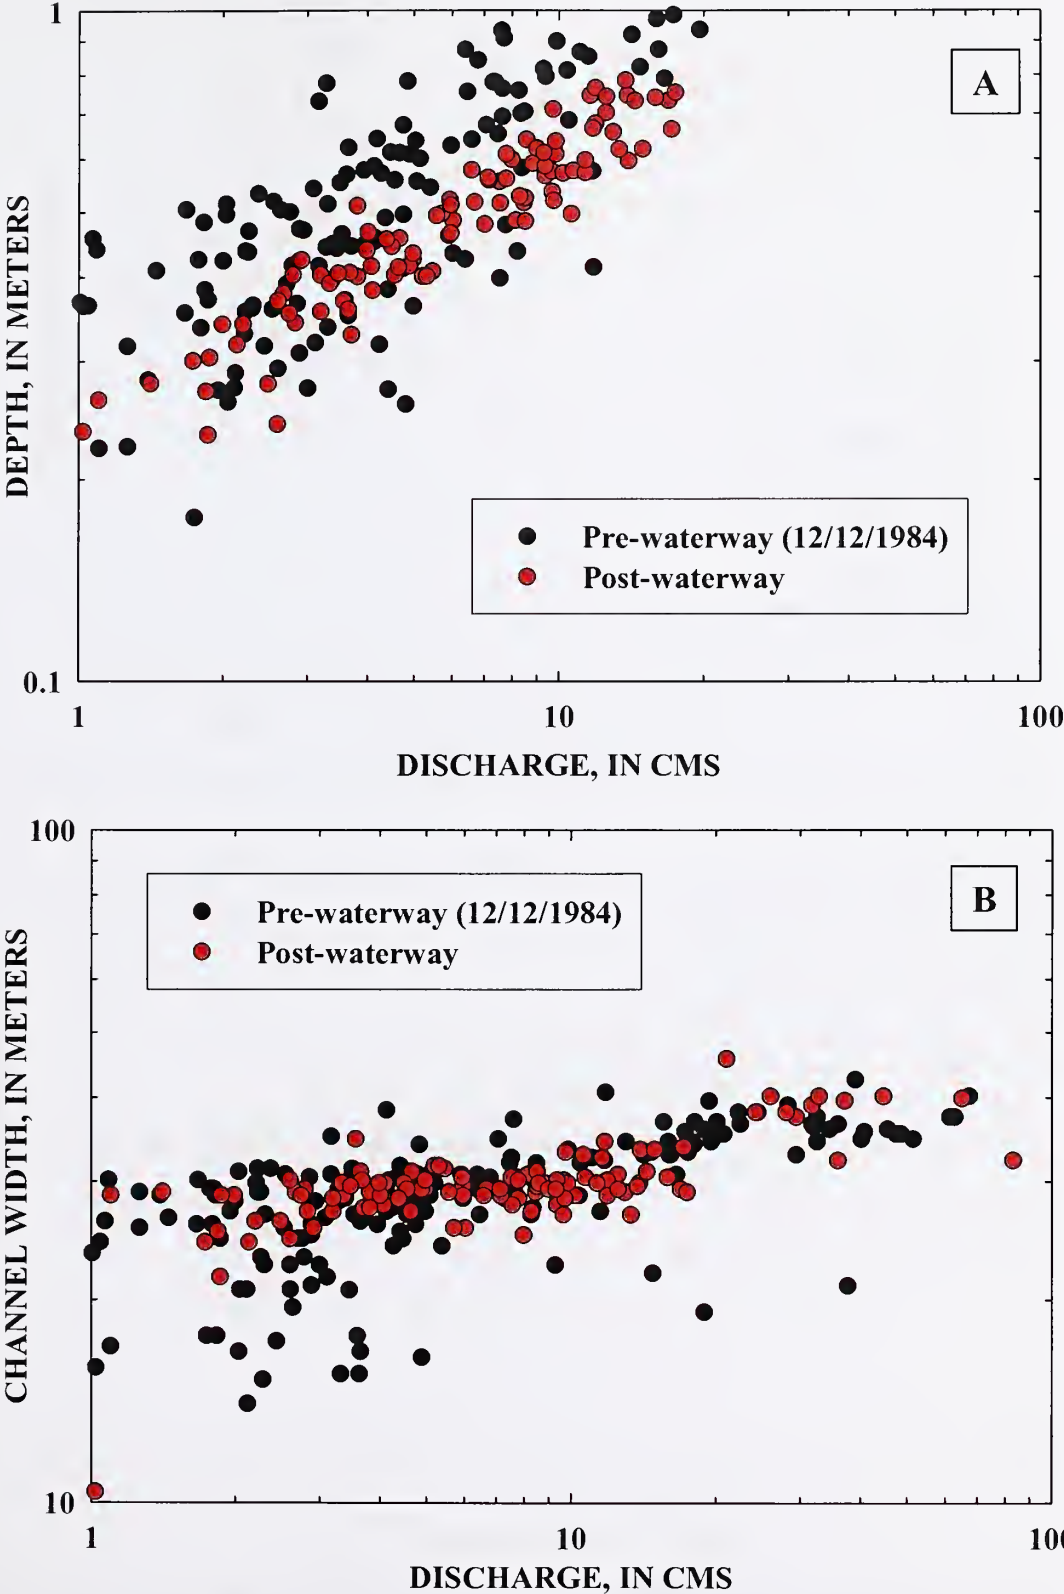 1
A
DEPTH, IN METERS
Pre-waterway (12/12/1984)
Post-waterway
0.1
1
10
100
DISCHARGE, IN CMS
100
B
Pre-waterway (12/12/1984)
Post-waterway
CHANNEL WIDTH, IN METERS
10
1
10
100
DISCHARGE, IN CMS